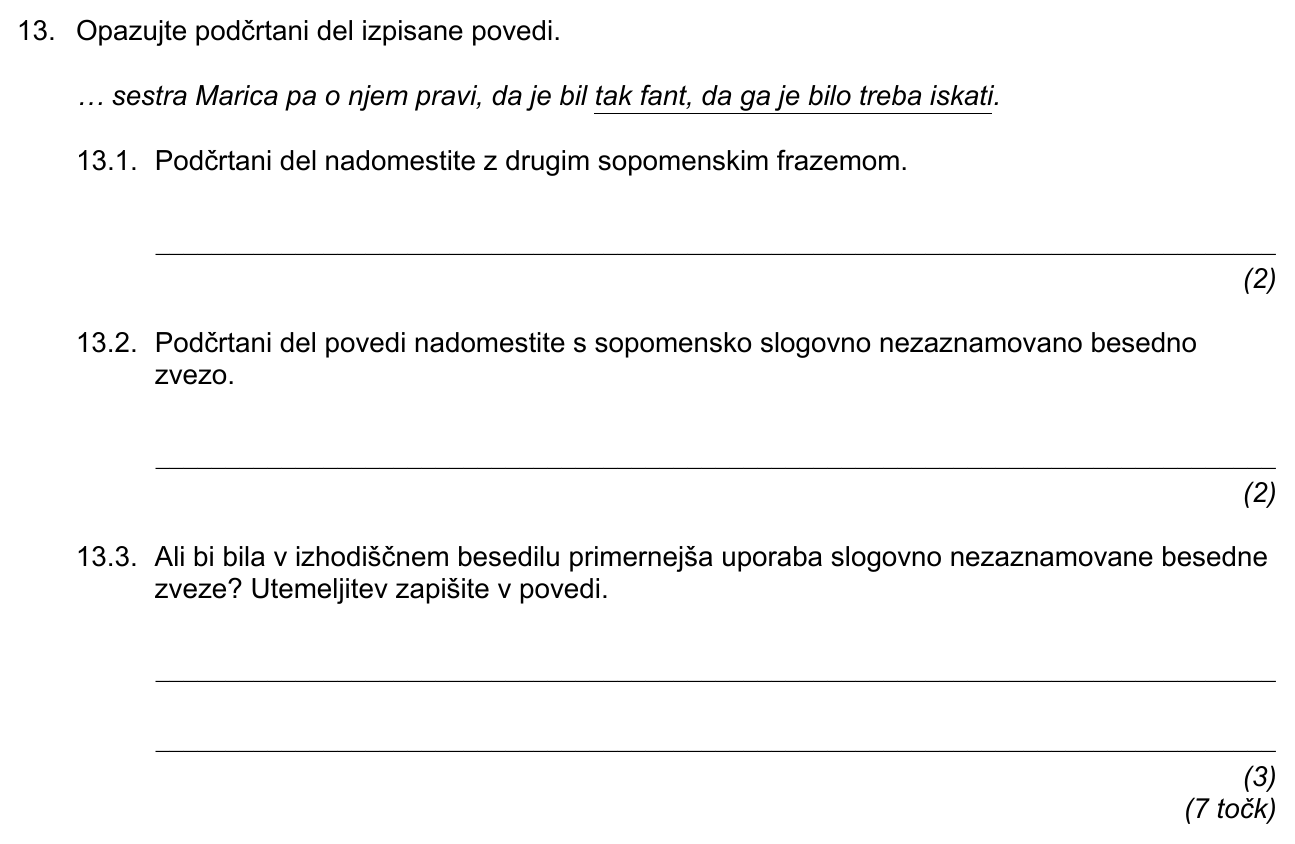 13. Opazujte podčrtani del izpisane povedi.
… sestra Marica pa o njem pravi, da je bil tak fant, da ga je bilo treba iskati.
13.1. Podčrtani del nadomestite z drugim sopomenskim frazemom.
(2)
13.2. Podčrtani del povedi nadomestite s sopomensko slogovno nezaznamovano besedno
zvezo.
(2)
13.3. Ali bi bila v izhodiščnem besedilu primernejša uporaba slogovno nezaznamovane besedne
zveze? Utemeljitev zapišite v povedi.
(3)
(7 točk)